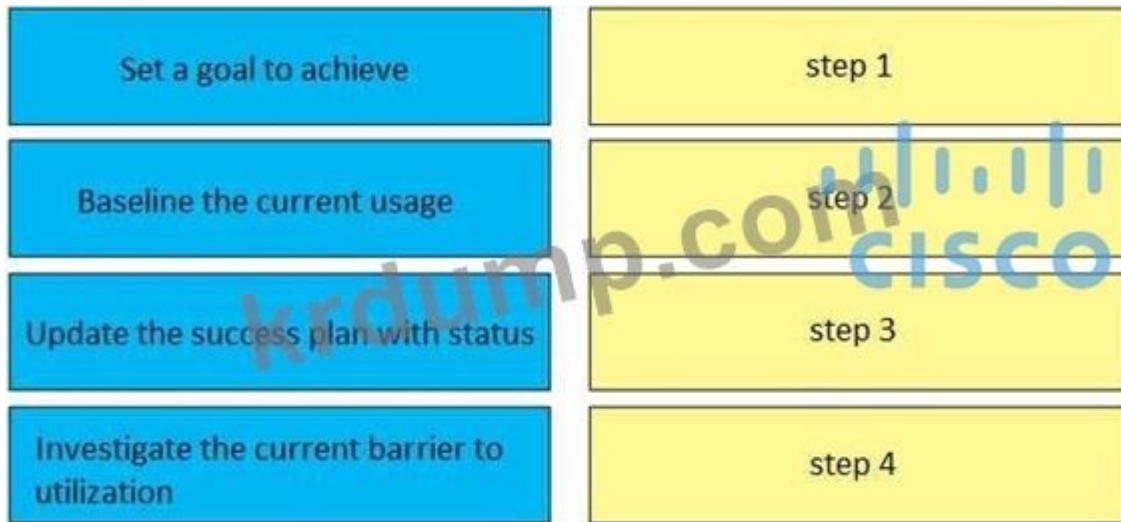 Set a goal to achieve
step 1
Baseline the current usage
step 2
Update the success plan with status
step 3
Investigate the current barrier to
utilization
step 4
krdump.com
CISCO